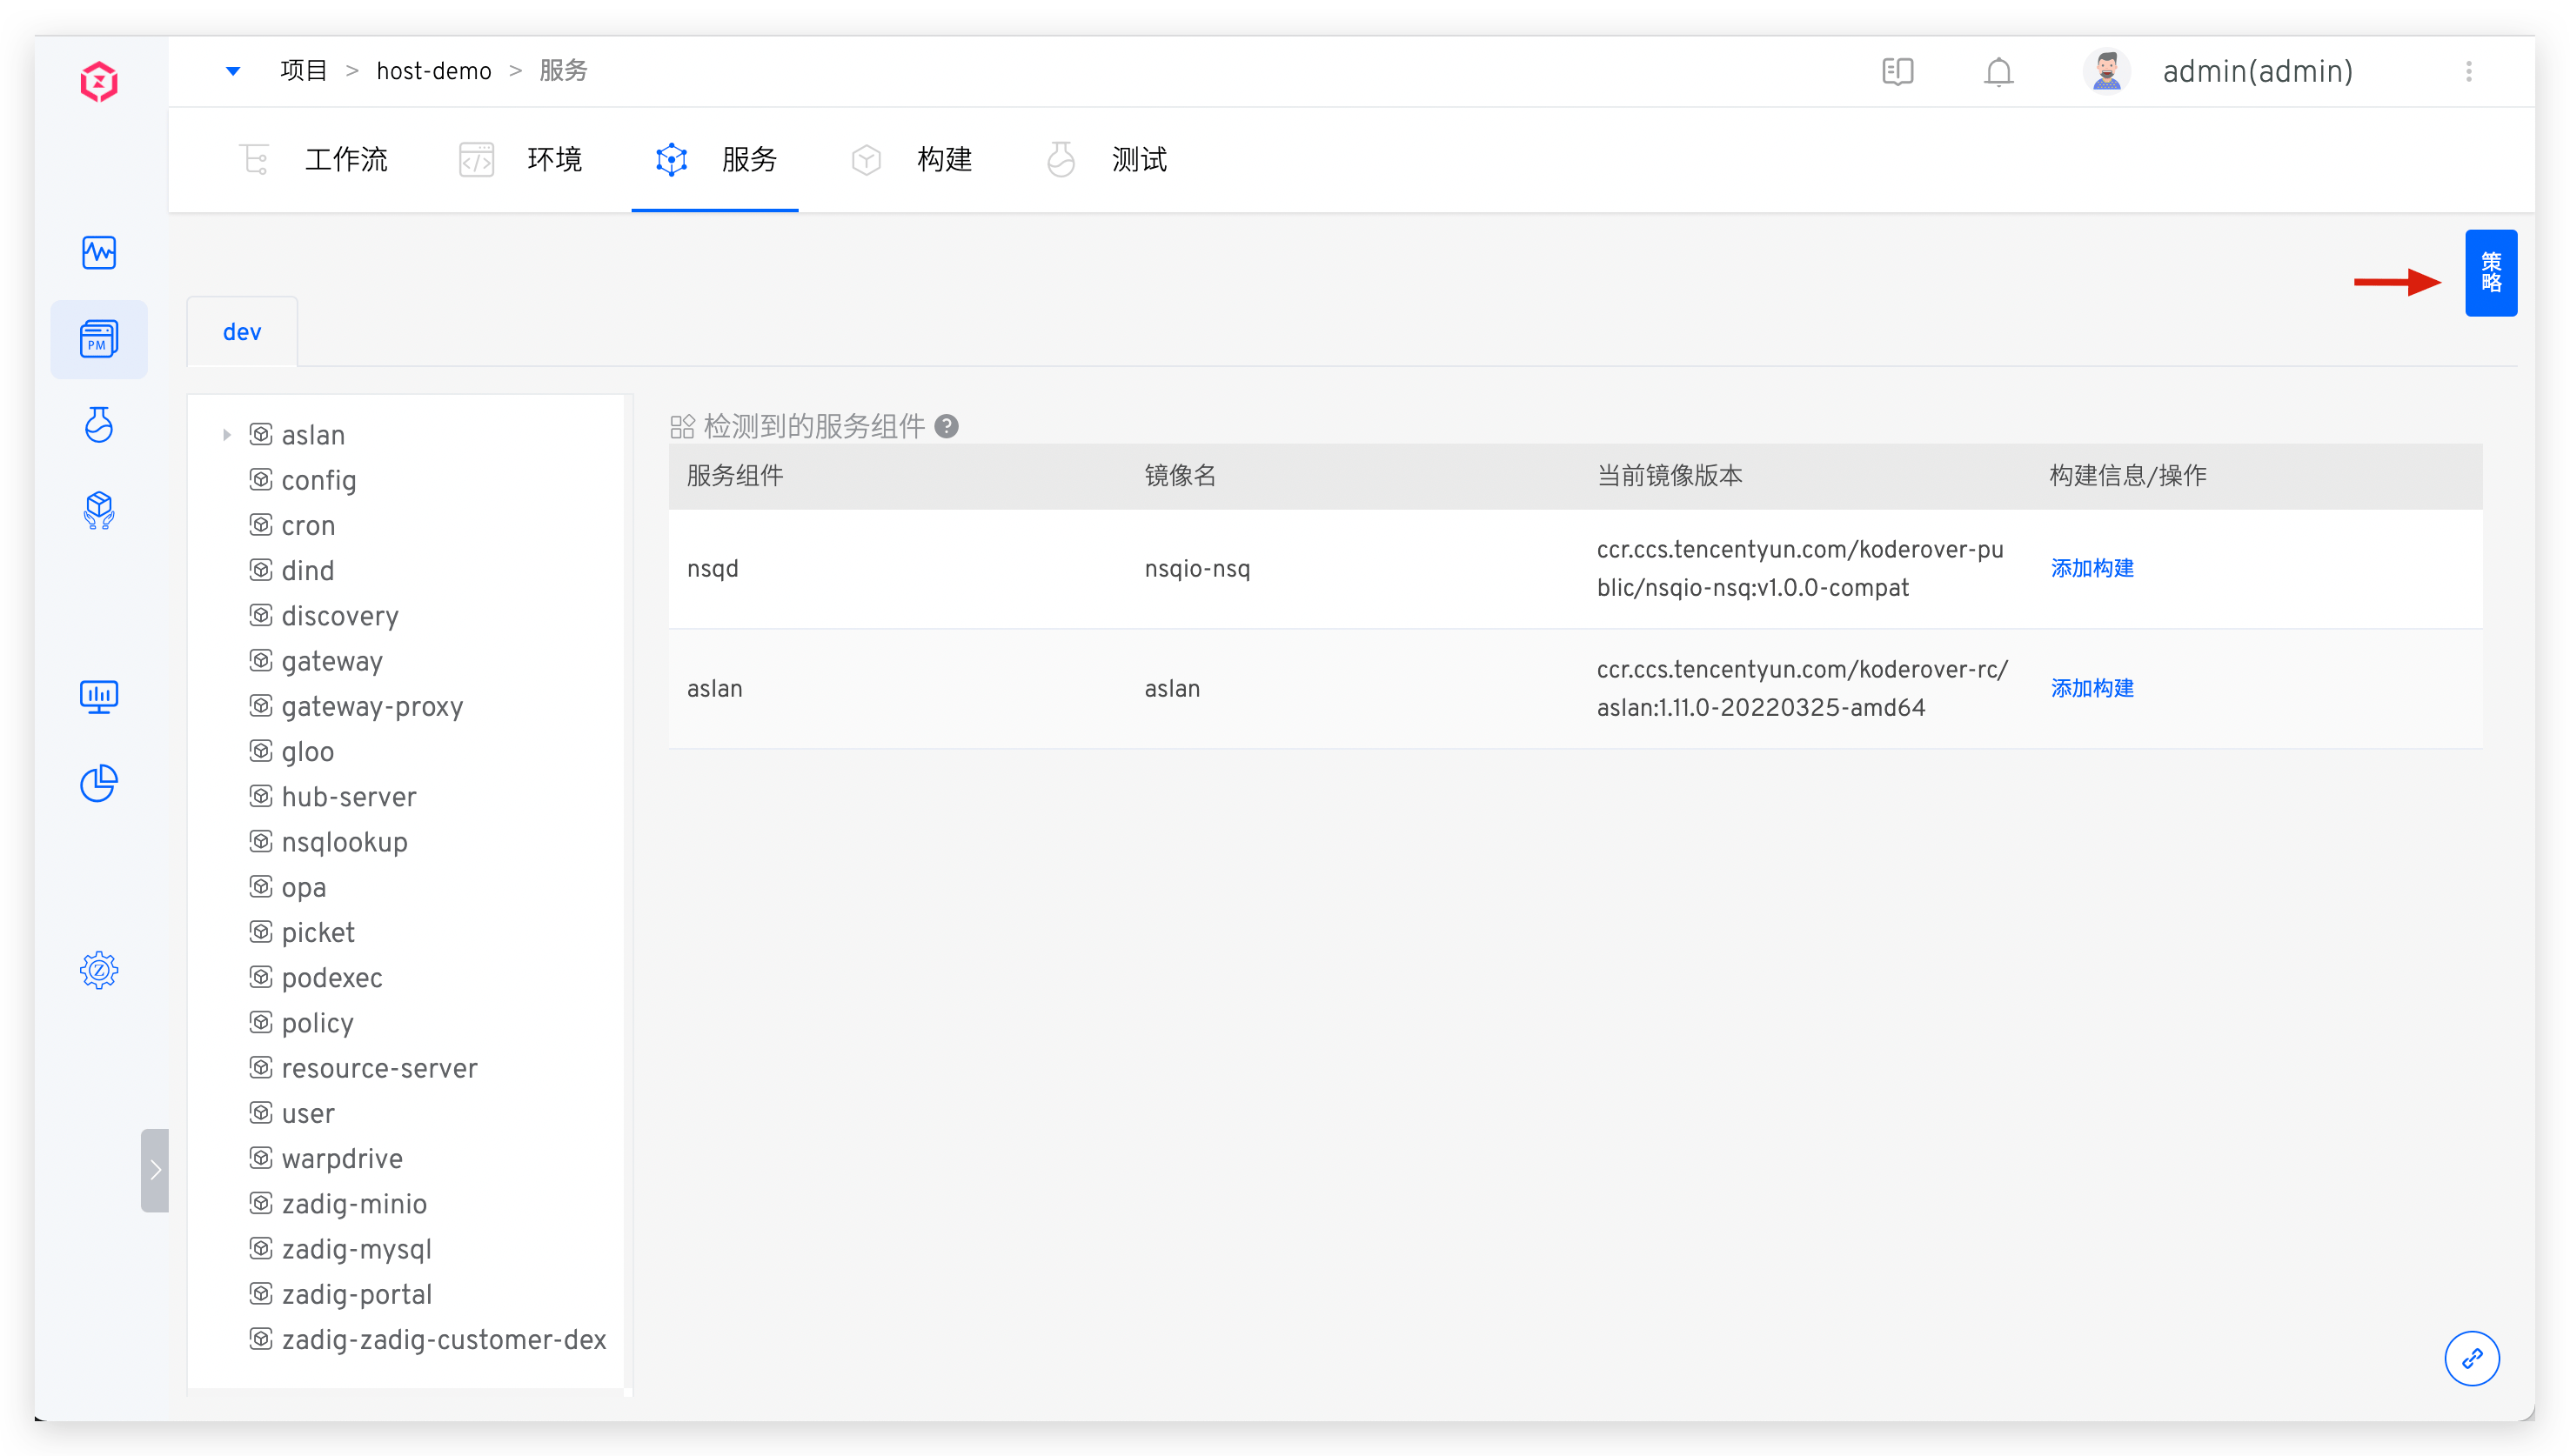 项目 > host-demo > 服务
admin(admin)
工作流
环境
服务
构建
测试
策略
dev
PM
aslan
config
cron
dind
discovery
gateway
gateway-proxy
gloo
hub-server
nsqlookup
opa
picket
podexec
policy
resource-server
user
warpdrive
zadig-minio
zadig-mysql
zadig-portal
zadig-zadig-customer-dex
检测到的服务组件 ?
服务组件 镜像名 当前镜像版本 构建信息/操作
nsqd nsqio-nsq ccr.ccs.tencentyun.com/koderover-pu
blic/nsqio-nsq:v1.0.0-compat 添加构建
aslan aslan ccr.ccs.tencentyun.com/koderover-rc/
aslan:1.11.0-20220325-amd64 添加构建